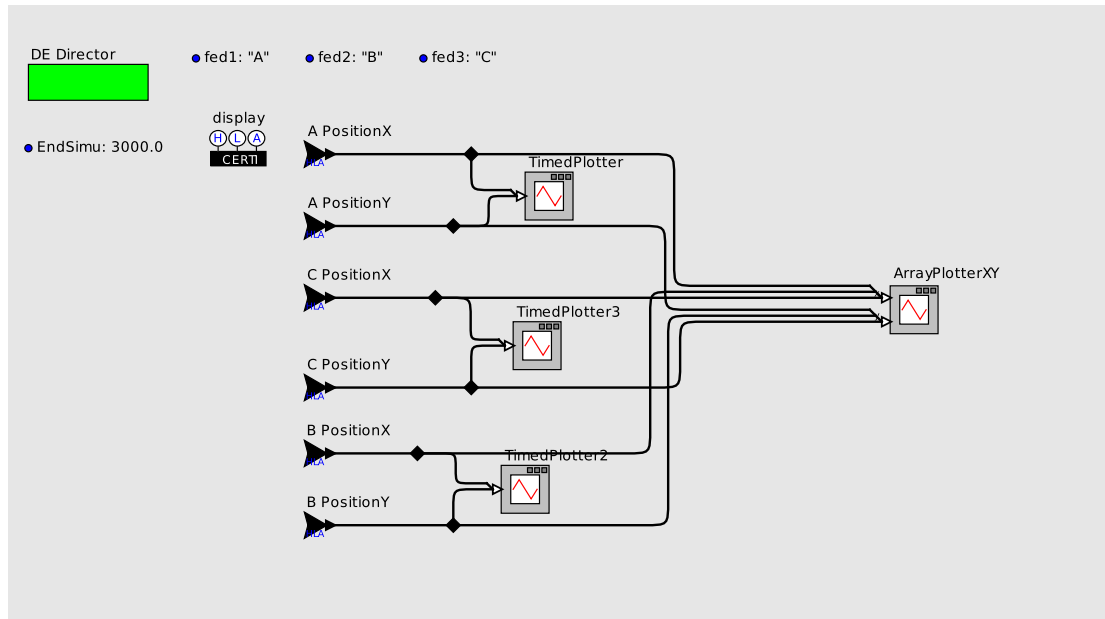 DE Director
fed1: "A"
fed2: "B"
fed3: "C"
display
H L A
CERTI
EndSimu: 3000.0
A PositionX
TimedPlotter
A PositionY
C PositionX
ArrayPlotterXY
TimedPlotter3
C PositionY
B PositionX
TimedPlotter2
B PositionY